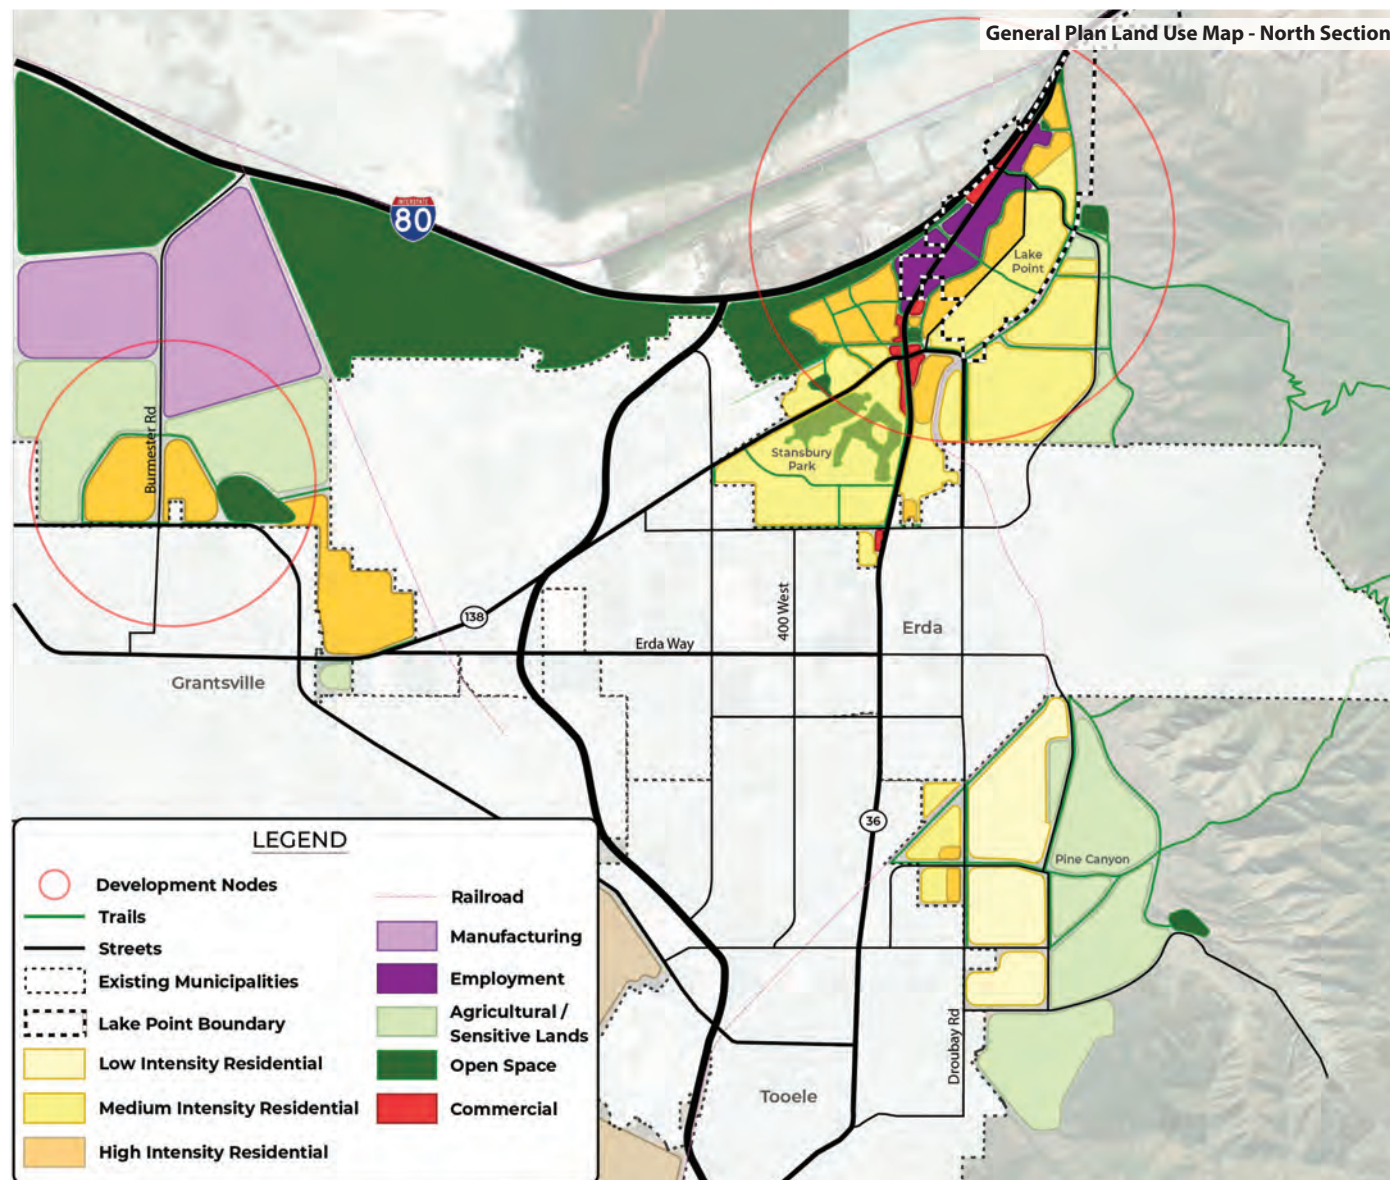 General Plan Land Use Map - North Section
INTERSTATE
80
Lake
Point
Burmester Rd
Stansbury
Park
138
400 West
Erda Way
Erda
Grantsville
36
Pine Canyon
Droubay Rd
Tooele
LEGEND
Development Nodes
Trails
Streets
Existing Municipalities
Lake Point Boundary
Low Intensity Residential
Medium Intensity Residential
High Intensity Residential
Railroad
Manufacturing
Employment
Agricultural /
Sensitive Lands
Open Space
Commercial